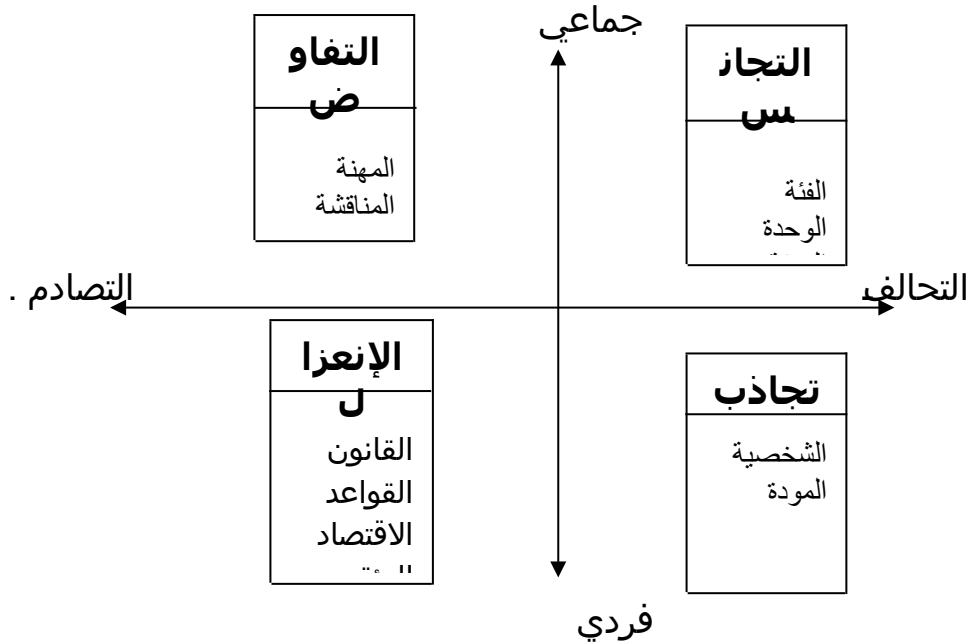 جماعي
التجان
س
الفئة
الوحدة
التفاو
ض
المهنة
المناقشة
التحالف
التصادم .
تجاذب
الشخصية
المودة
الإنعزا
ل
القانون
القواعد
الاقتصاد
فردي